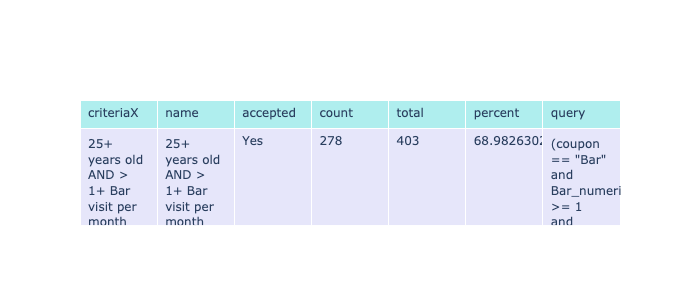 criteriaX name accepted count total percent query
25+ years old AND > 1+ Bar visit per month
25+ years old AND > 1+ Bar visit per month
Yes
278
403
68.9826302
(coupon == "Bar" and Bar_numeri >= 1 and